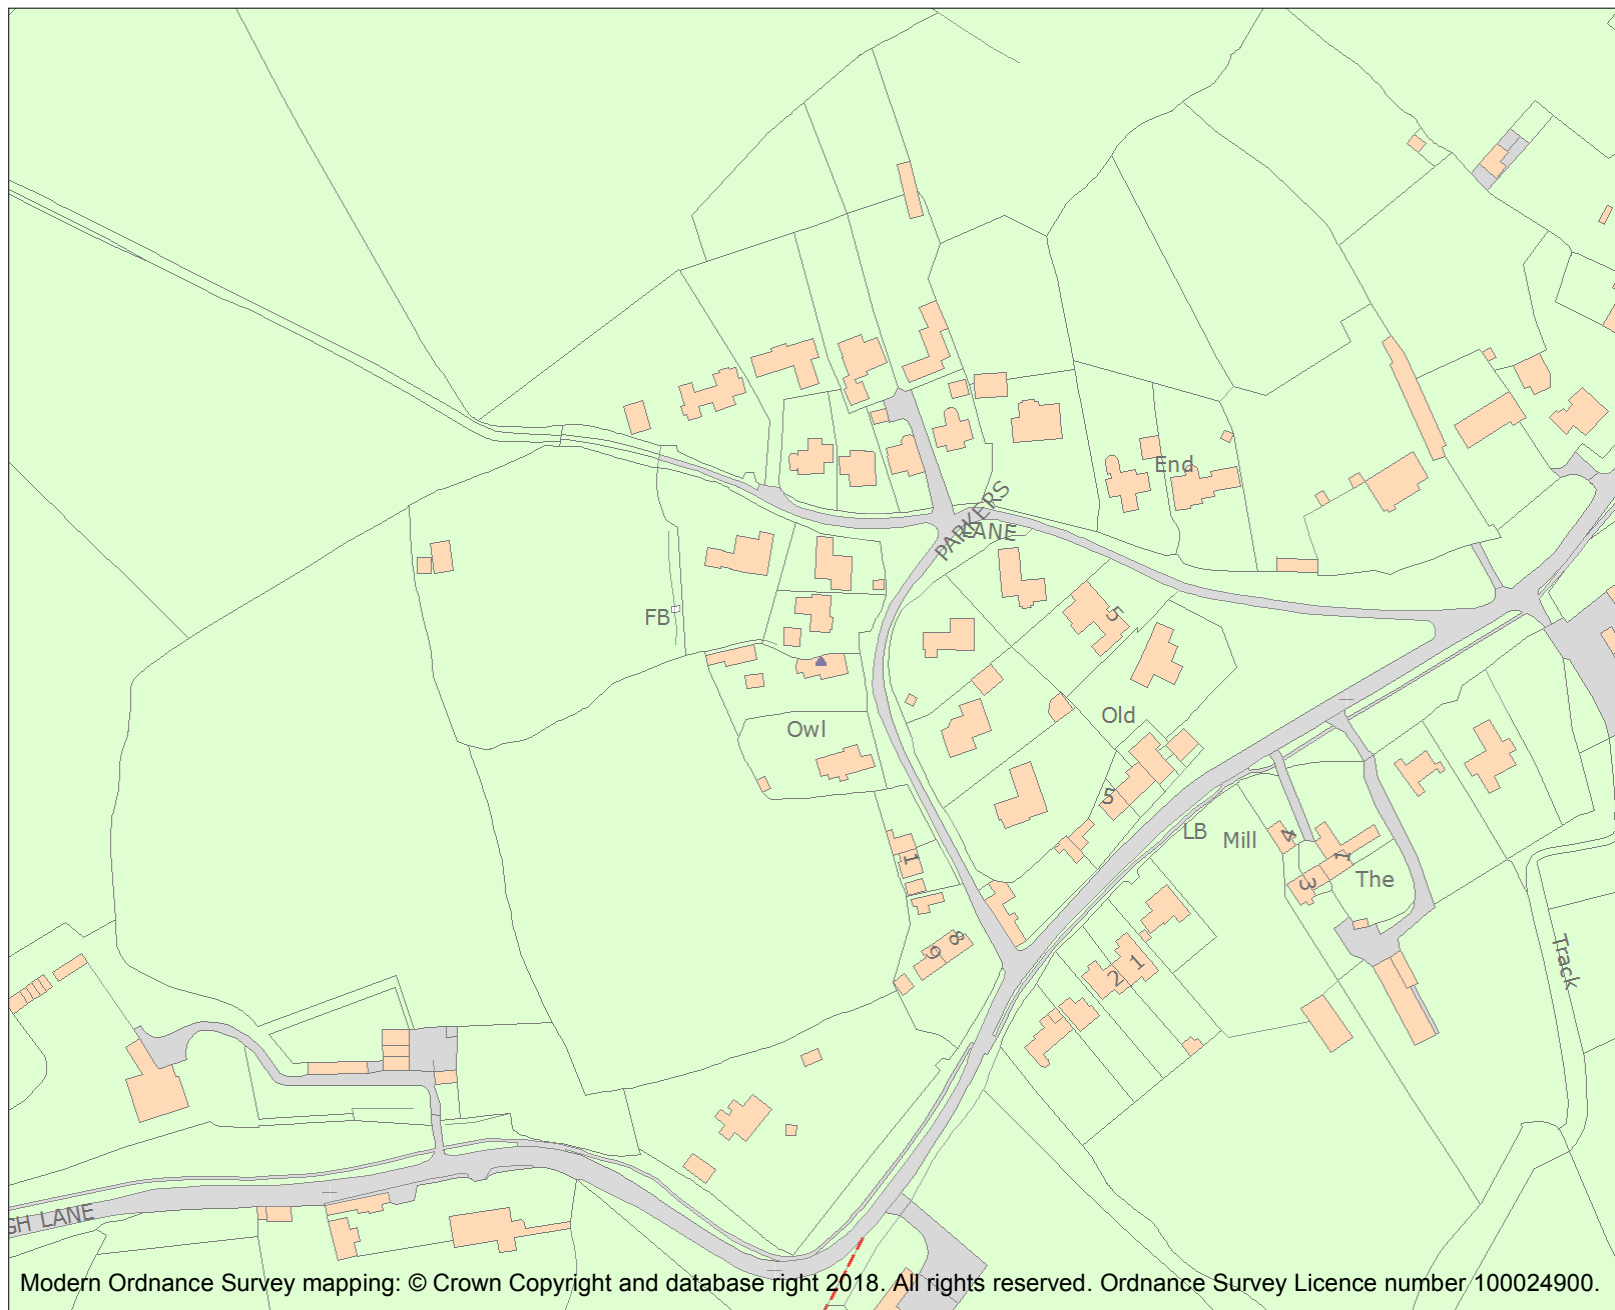 PARKERS
LANE
End
5
FB
Old
Owl
5
LB
Mill
4
1
3
The
1
8
9
1
2
Track
GH LANE
Modern Ordnance Survey mapping: © Crown Copyright and database right 2018. All rights reserved. Ordnance Survey Licence number 100024900.